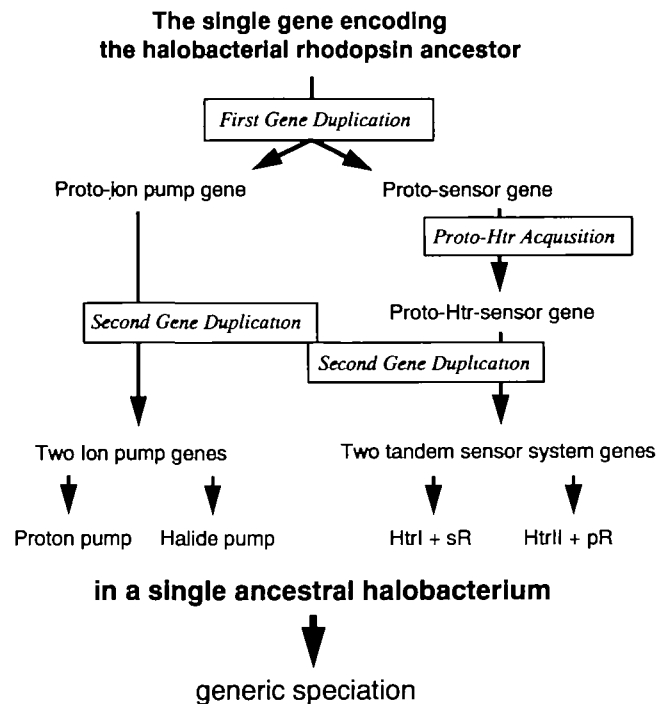 The single gene encoding
the halobacterial rhodopsin ancestor
First Gene Duplication
Proto-ion pump gene
Proto-sensor gene
Proto-Htr Acquisition
Proto-Htr-sensor gene
Second Gene Duplication
Second Gene Duplication
Two Ion pump genes
Two tandem sensor system genes
Proton pump
Halide pump
HtrI + sR
HtrII + pR
in a single ancestral halobacterium
generic speciation